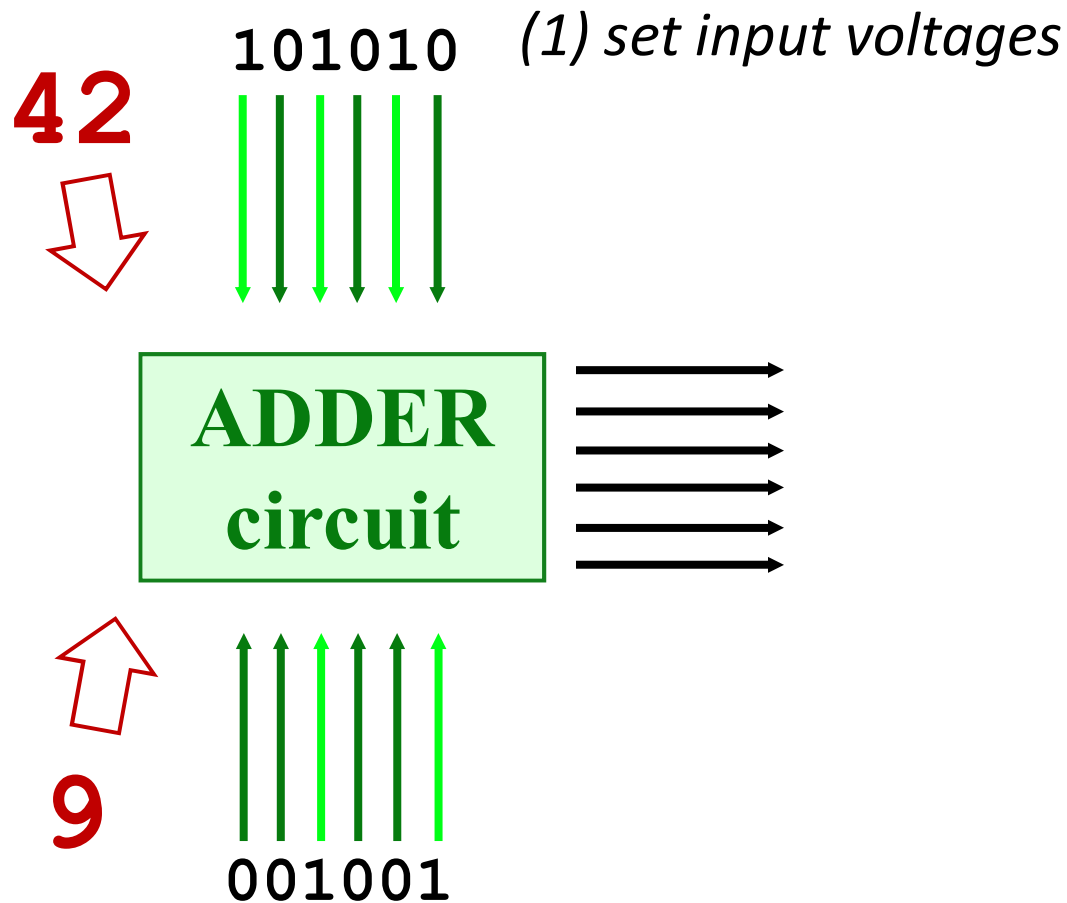 101010
(1) set input voltages
42
ADDER
circuit
9
001001